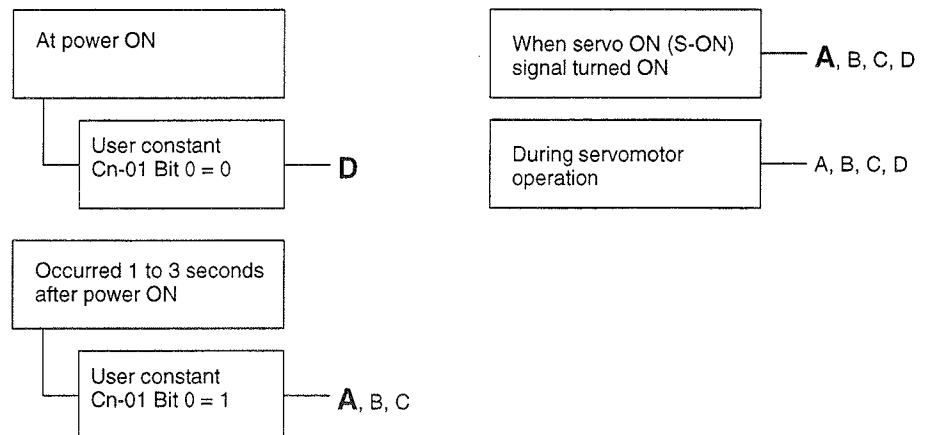 At power ON
User constant
Cn-01 Bit 0 = 0
D
Occurred 1 to 3 seconds
after power ON
User constant
Cn-01 Bit 0 = 1
A, B, C
When servo ON (S-ON)
signal turned ON
A, B, C, D
During servomotor
operation
A, B, C, D